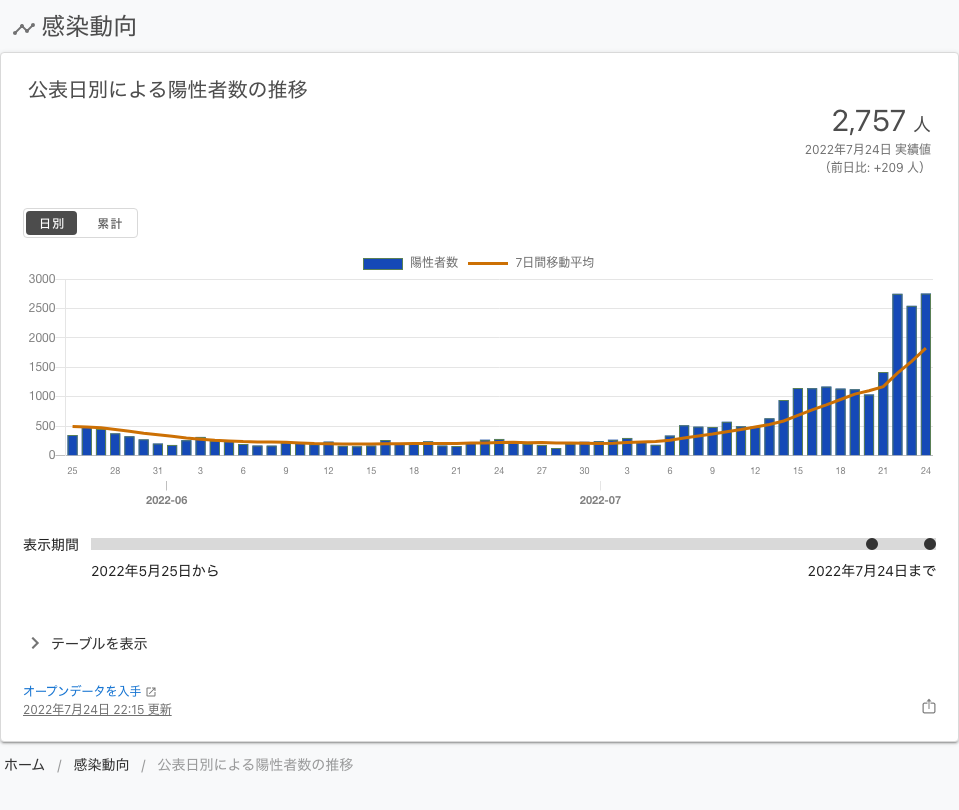 感染動向
公表日別による陽性者数の推移
2,757 人
2022年7月24日 実績値
（前日比: +209 人）
日別 累計
陽性者数 7日間移動平均
3000
2500
2000
1500
1000
500
0
25 28 31 3 6 9 12 15 18 21 24 27 30 3 6 9 12 15 18 21 24
2022-06 2022-07
表示期間
2022年5月25日から 2022年7月24日まで
テーブルを表示
オープンデータを入手
2022年7月24日 22:15 更新
ホーム / 感染動向 / 公表日別による陽性者数の推移